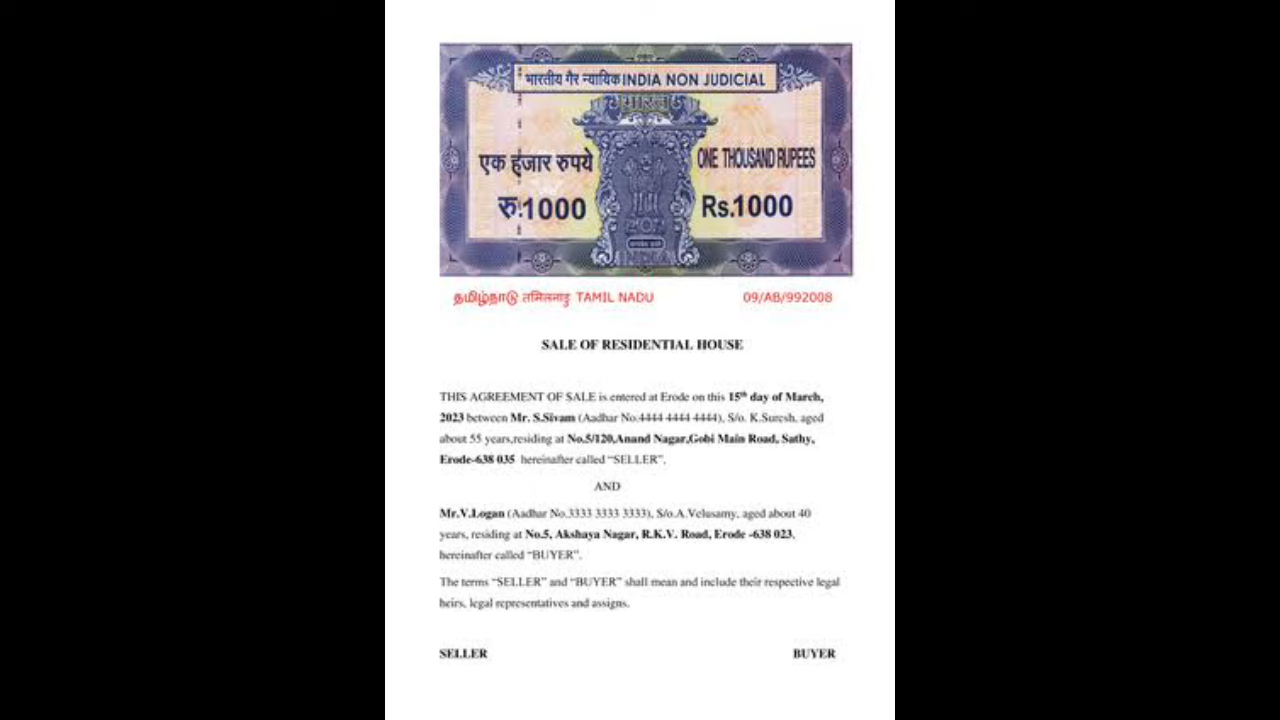 भारतीय गैर न्यायिक INDIA NON JUDICIAL
भारत
एक हजार रुपये ONE THOUSAND RUPEES
रु.1000 Rs.1000
INDIA
தமிழ்நாடு तमिलनाडु TAMIL NADU 09/AB/992008
SALE OF RESIDENTIAL HOUSE
THIS AGREEMENT OF SALE is entered at Erode on this 15th day of March,
2023 between Mr. S.Sivam (Aadhar No.4444 4444 4444), S/o. K.Suresh, aged
about 55 years,residing at No.5/120,Anand Nagar,Gobi Main Road, Sathy,
Erode-638 035 hereinafter called “SELLER”.
AND
Mr.V.Logan (Aadhar No.3333 3333 3333), S/o.A.Velusamy, aged about 40
years, residing at No.5, Akshaya Nagar, R.K.V. Road, Erode -638 023,
hereinafter called “BUYER”.
The terms “SELLER” and “BUYER” shall mean and include their respective legal
heirs, legal representatives and assigns.
SELLER BUYER